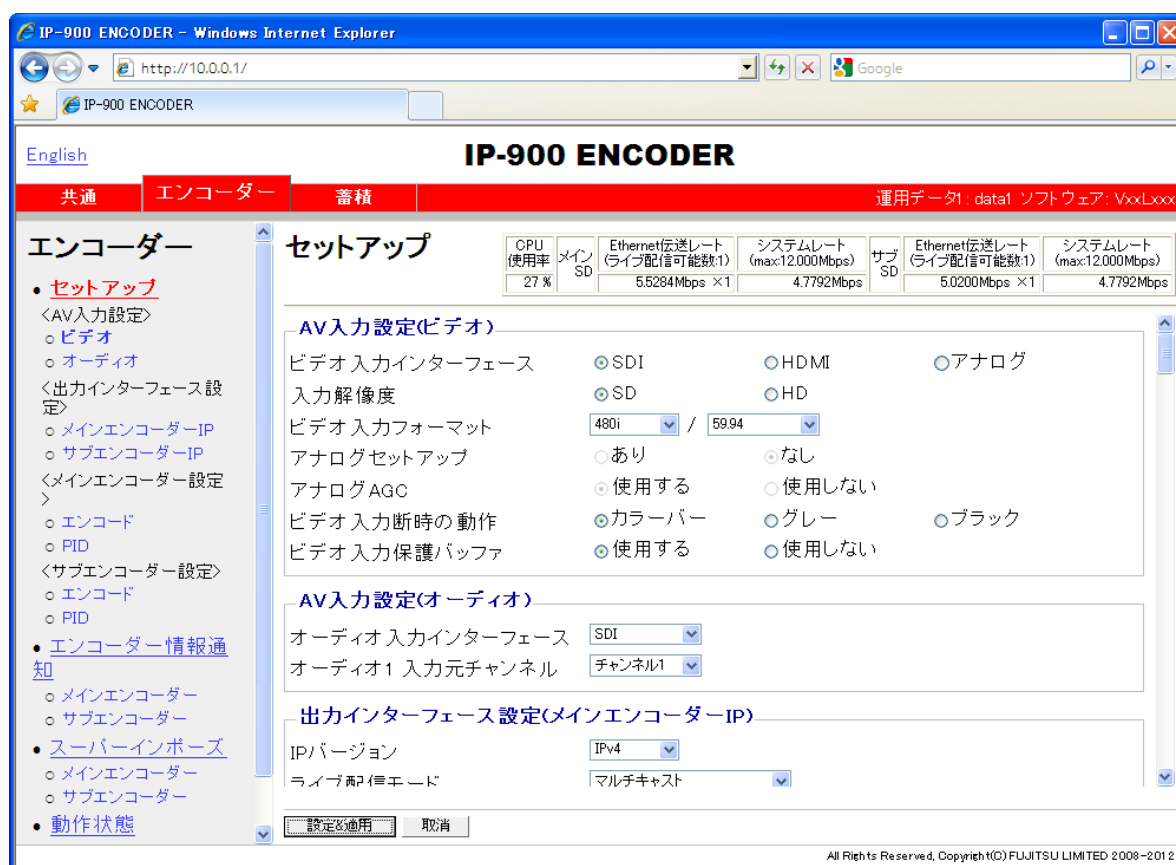 IP-900 ENCODER - Windows Internet Explorer
http://10.0.0.1/
Google
IP-900 ENCODER
English
IP-900 ENCODER
共通
エンコーダー
蓄積
運用データ1 : data1 ソフトウェア: VxxLxxx
エンコーダー
• セットアップ
<AV入力設定>
○ ビデオ
○ オーディオ
<出力インターフェース設
定>
○ メインエンコーダーIP
○ サブエンコーダーIP
<メインエンコーダー設定
>
○ エンコード
○ PID
<サブエンコーダー設定>
○ エンコード
○ PID
• エンコーダー情報通
知
○ メインエンコーダー
○ サブエンコーダー
• スーパーインポーズ
○ メインエンコーダー
○ サブエンコーダー
• 動作状態
セットアップ
CPU
使用率
27 %
メイン
SD
Ethernet伝送レート
(ライブ配信可能数:1)
5.5284Mbps ×1
システムレート
(max:12.000Mbps)
4.7792Mbps
サブ
SD
Ethernet伝送レート
(ライブ配信可能数:1)
5.0200Mbps ×1
システムレート
(max:12.000Mbps)
4.7792Mbps
AV入力設定(ビデオ)
ビデオ入力インターフェース SDI HDMI アナログ
入力解像度 SD HD
ビデオ入力フォーマット 480i / 59.94
アナログセットアップ あり なし
アナログAGC 使用する 使用しない
ビデオ入力断時の動作 カラーバー グレー ブラック
ビデオ入力保護バッファ 使用する 使用しない
AV入力設定(オーディオ)
オーディオ入力インターフェース SDI
オーディオ1 入力元チャンネル チャンネル1
出力インターフェース設定(メインエンコーダーIP)
IPバージョン IPv4
ライブ配信モード マルチキャスト
設定&適用 取消
All Rights Reserved, Copyright(C) FUJITSU LIMITED 2008-2012